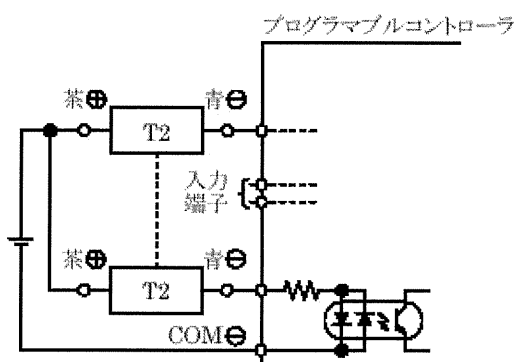 プログラマブルコントローラ
茶⊕ 青⊖
T2
入力
端子
茶⊕ 青⊖
T2
COM⊖